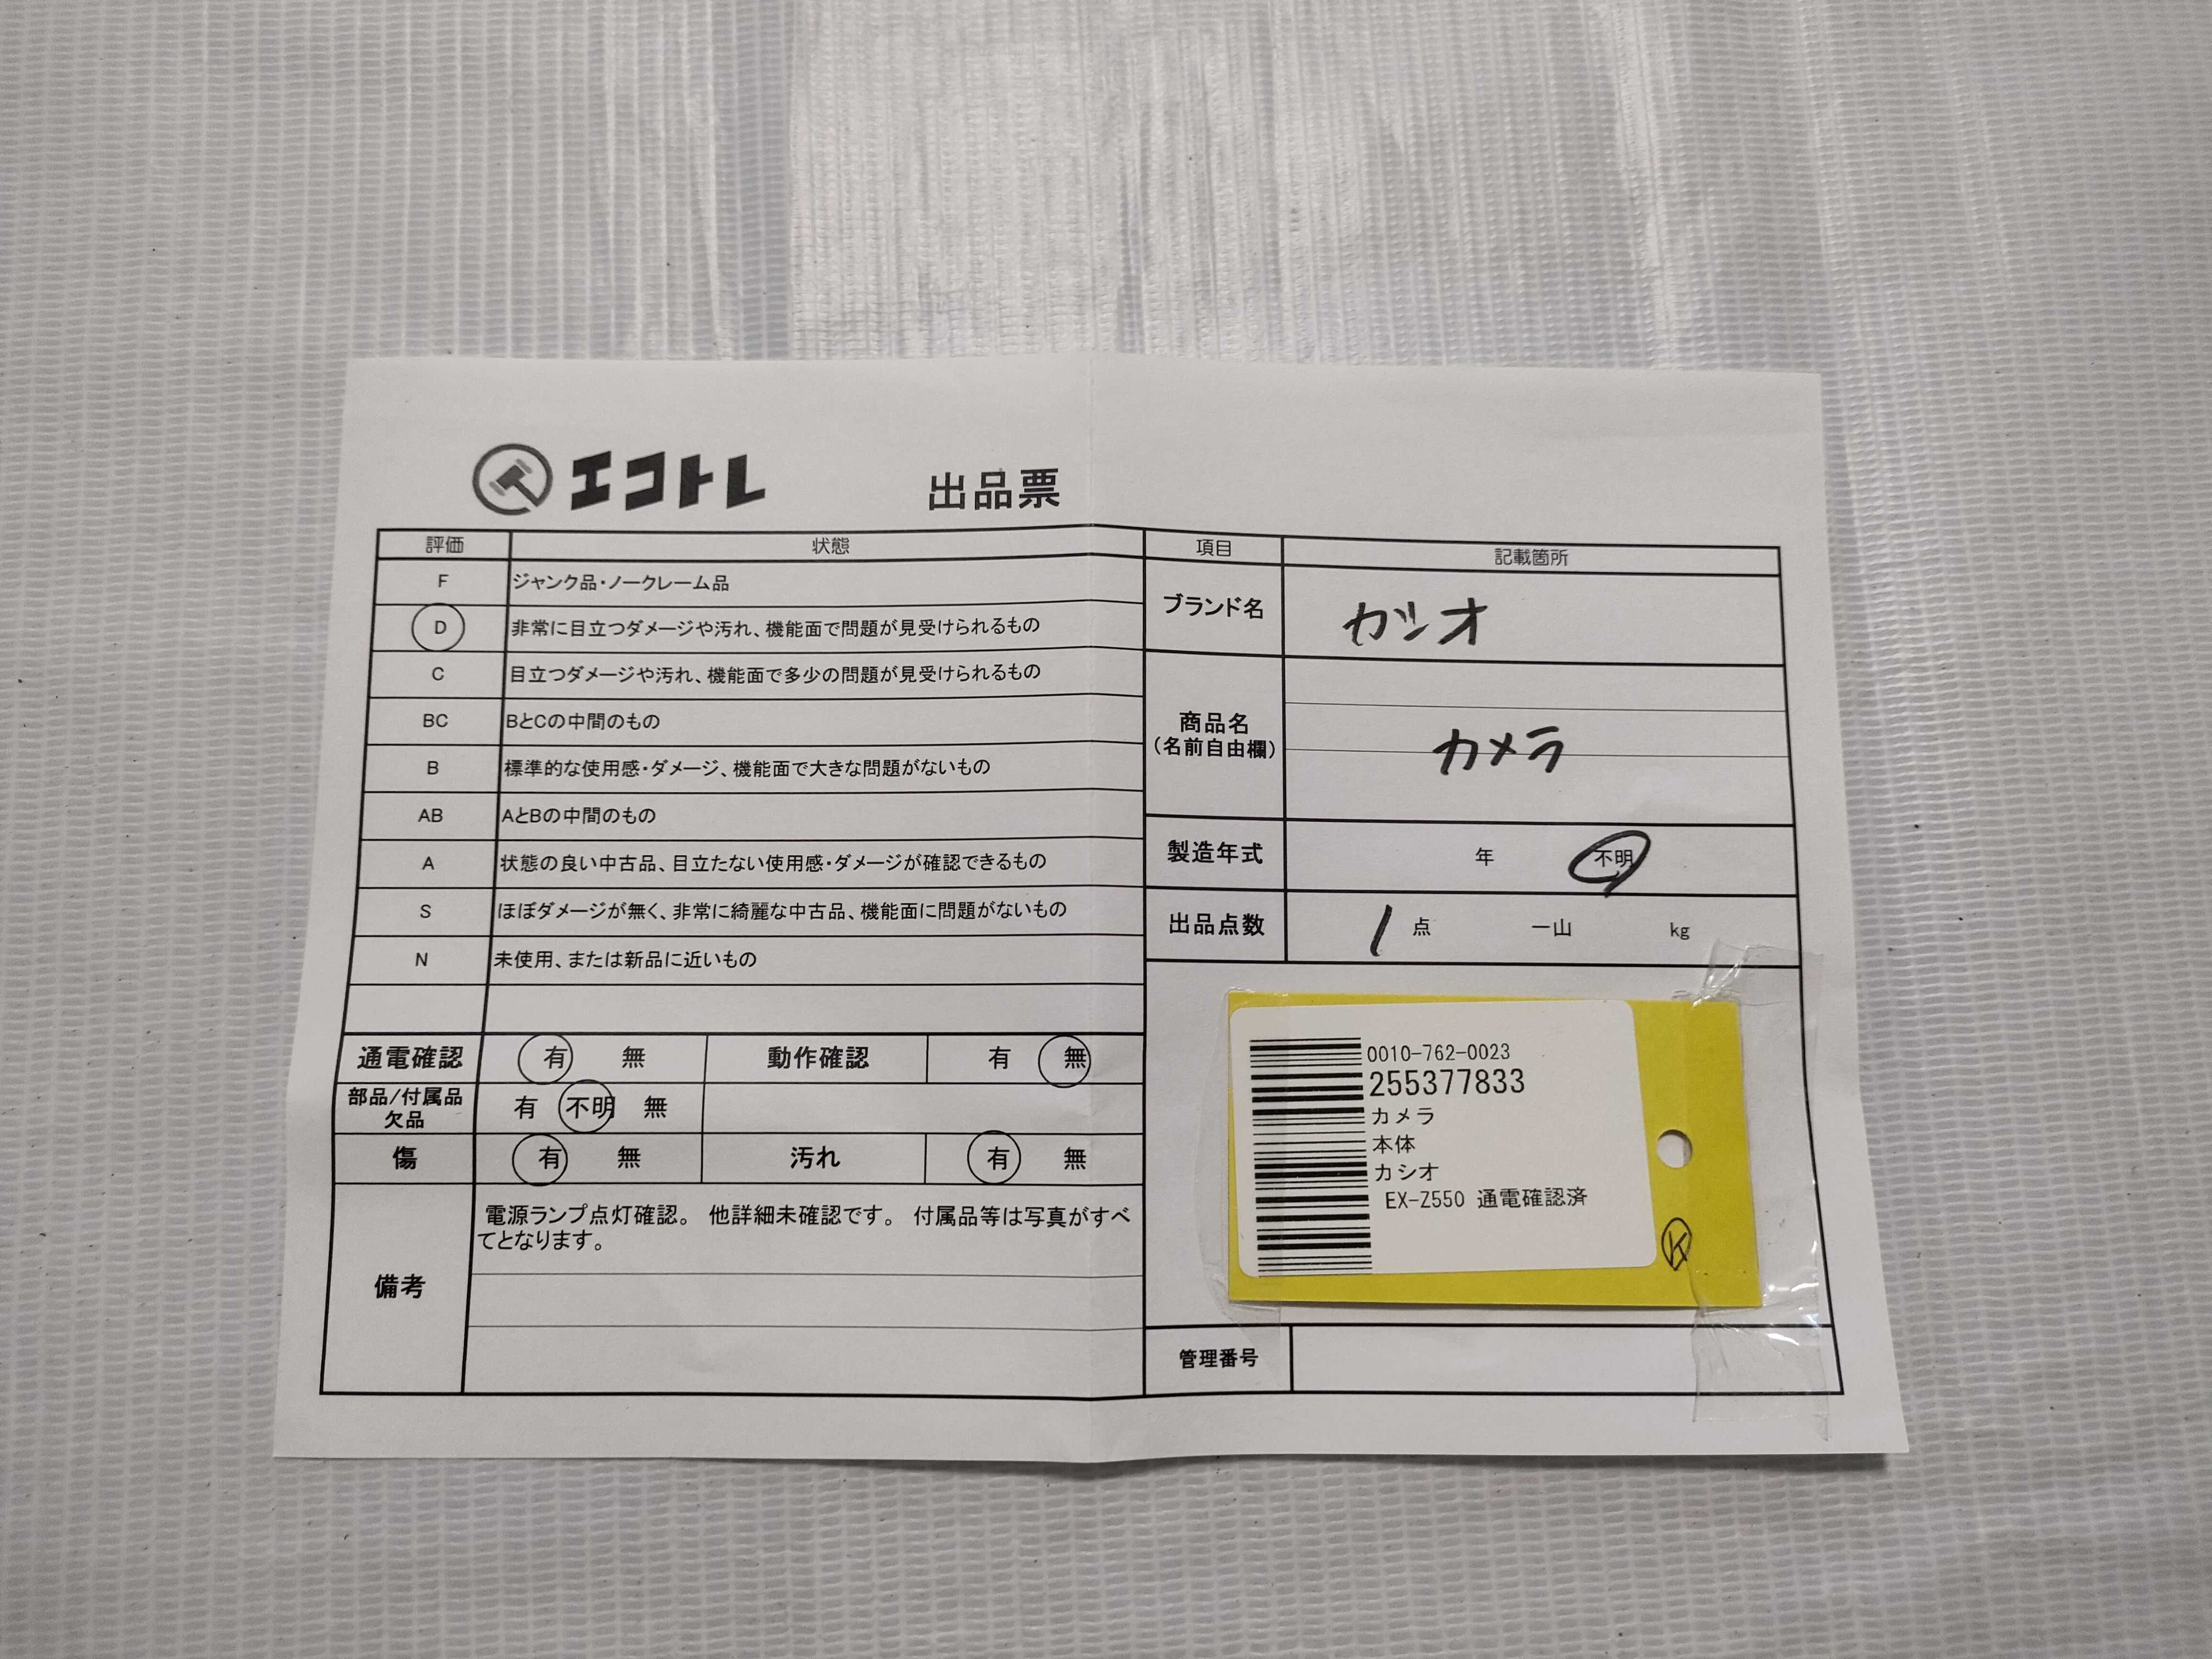 エコトレ 出品票
評価 状態
F ジャンク品・ノークレーム品
D 非常に目立つダメージや汚れ、機能面で問題が見受けられるもの
C 目立つダメージや汚れ、機能面で多少の問題が見受けられるもの
BC BとCの中間のもの
B 標準的な使用感・ダメージ、機能面で大きな問題がないもの
AB AとBの中間のもの
A 状態の良い中古品、目立たない使用感・ダメージが確認できるもの
S ほぼダメージが無く、非常に綺麗な中古品、機能面に問題がないもの
N 未使用、または新品に近いもの
通電確認 有 無 動作確認 有 無
部品/付属品
欠品 有 不明 無
傷 有 無 汚れ 有 無
備考
電源ランプ点灯確認。 他詳細未確認です。 付属品等は写真がすべ
てとなります。
項目 記載箇所
ブランド名 カシオ
商品名
(名前自由欄) カメラ
製造年式 年 不明
出品点数 1 点 一山 kg
0010-762-0023
255377833
カメラ
本体
カシオ
EX-Z550 通電確認済
K
管理番号